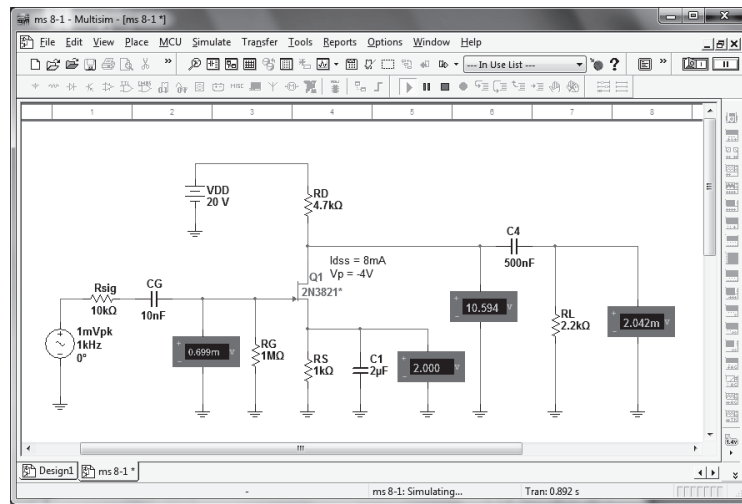 ms 8-1 - Multisim - [ms 8-1 *]
File Edit View Place MCU Simulate Transfer Tools Reports Options Window Help
--- In Use List ---
1 2 3 4 5 6 7 8
VDD
20 V
RD
4.7kΩ
C4
500nF
Idss = 8mA
Vp = -4V
Q1
2N3821*
Rsig
10kΩ
CG
10nF
1mVpk
1kHz
0°
0.699m V
RG
1MΩ
RS
1kΩ
C1
2µF
2.000 V
10.594 V
RL
2.2kΩ
2.042m V
Design1 ms 8-1 *
ms 8-1: Simulating... Tran: 0.892 s